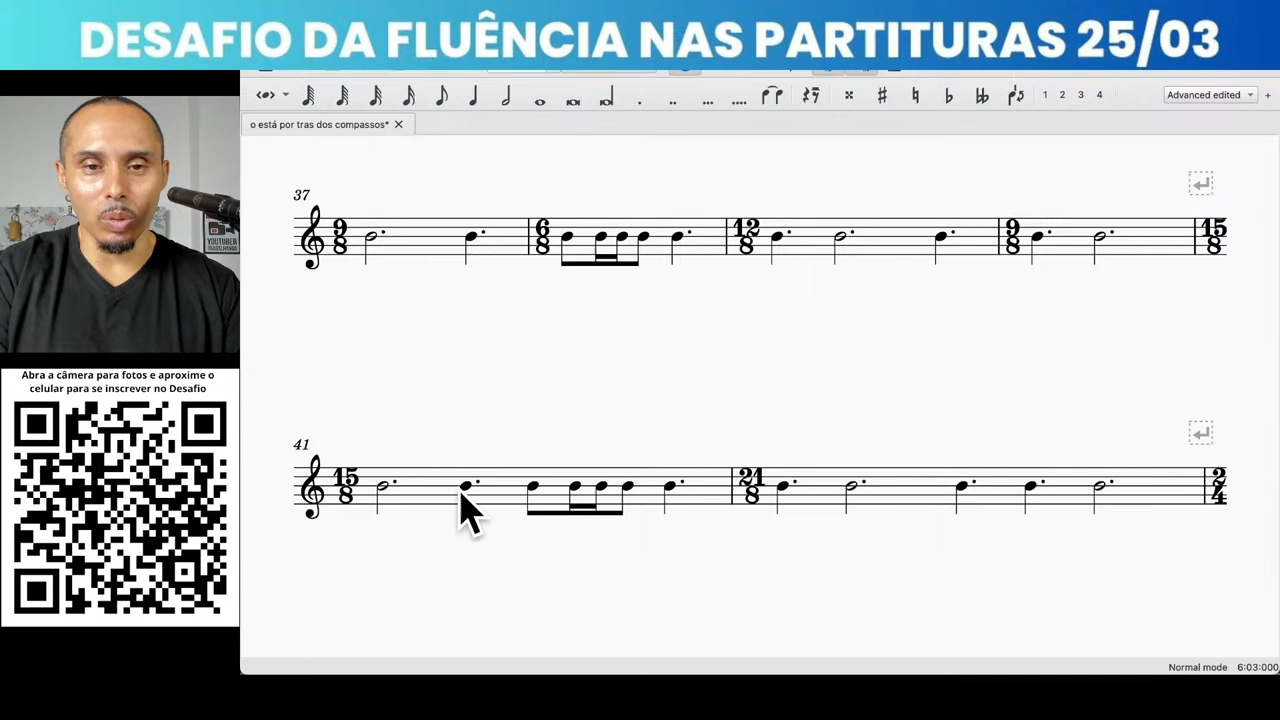 DESAFIO DA FLUÊNCIA NAS PARTITURAS 25/03
1 2 3 4
Advanced edited
+
o está por tras dos compassos*
YOUTUBER
TRABALHANDO
Abra a câmera para fotos e aproxime o
celular para se inscrever no Desafio
37
9
8
6
8
12
8
9
8
15
8
41
15
8
21
8
2
4
Normal mode 6:03:000